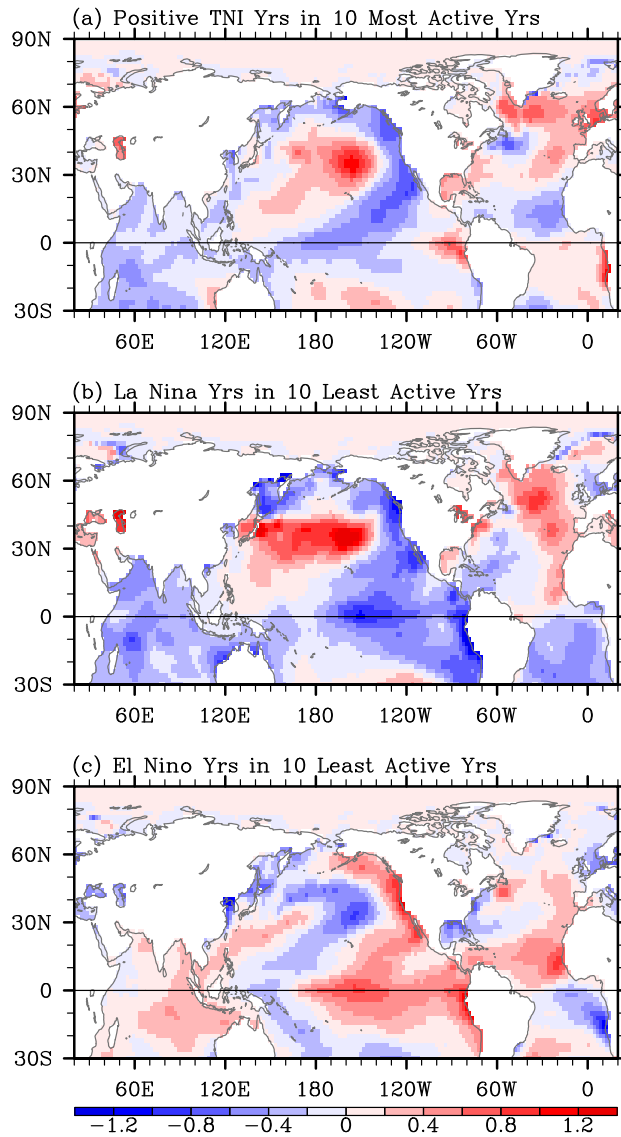 (a) Positive TNI Yrs in 10 Most Active Yrs
90N
60N
30N
0
30S
60E 120E 180 120W 60W 0
(b) La Nina Yrs in 10 Least Active Yrs
90N
60N
30N
0
30S
60E 120E 180 120W 60W 0
(c) El Nino Yrs in 10 Least Active Yrs
90N
60N
30N
0
30S
60E 120E 180 120W 60W 0
−1.2 −0.8 −0.4 0 0.4 0.8 1.2